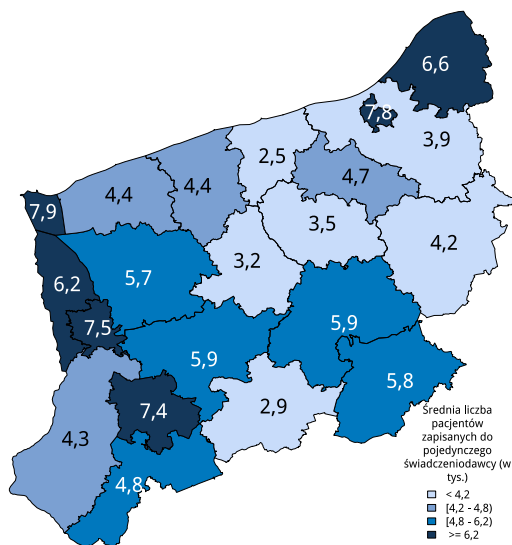 6,6
7,8
3,9
2,5
4,7
4,4
4,4
7,9
3,5
4,2
3,2
5,7
6,2
7,5
5,9
5,9
5,8
7,4
2,9
4,3
4,8
Średnia liczba
pacjentów
zapisanych do
pojedynczego
świadczeniodawcy (w
tys.)
< 4,2
[4,2 - 4,8)
[4,8 - 6,2)
>= 6,2